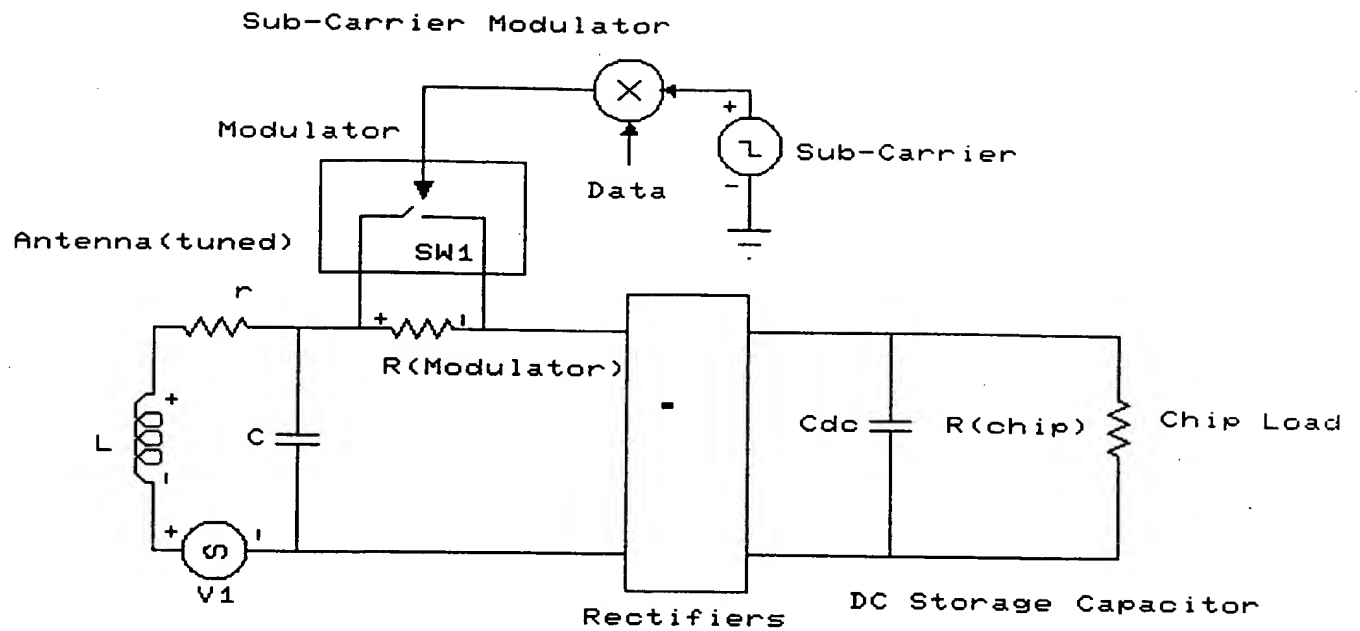 Sub-Carrier Modulator
+
Modulator
Sub-Carrier
-
Data
Antenna(tuned)
SW1
r
+ -
R(Modulator)
+
-
L
C
Cdc
R(chip)
Chip Load
+
-
S
V1
Rectifiers
DC Storage Capacitor